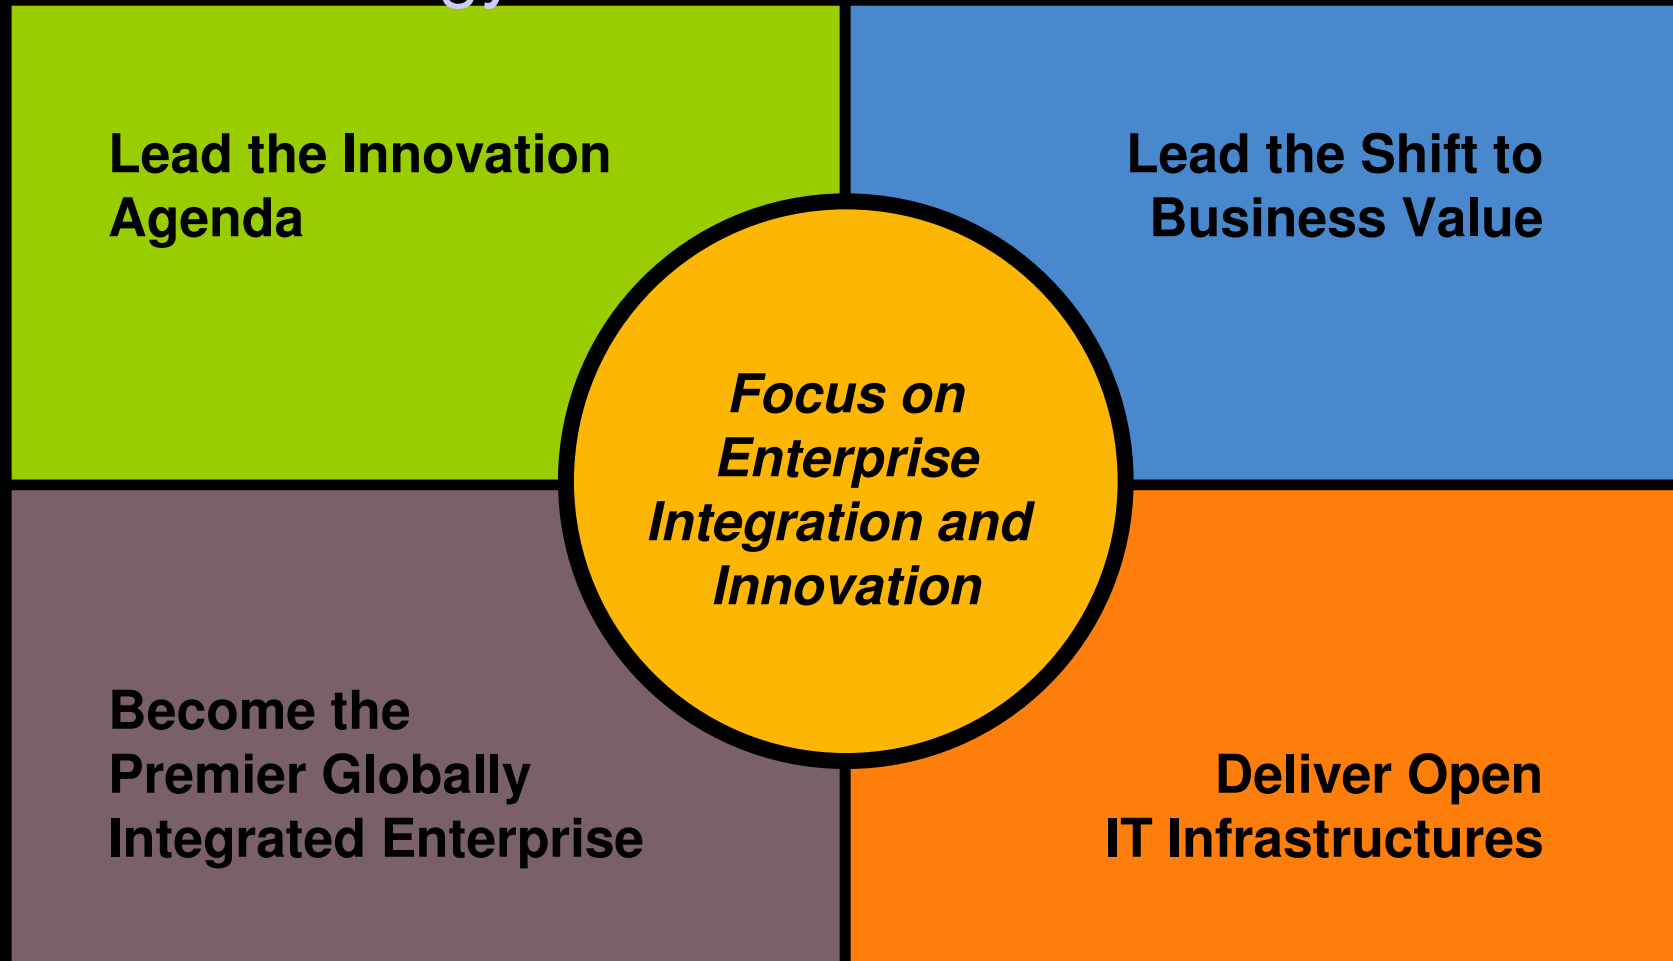 Lead the Innovation
Agenda
Lead the Shift to
Business Value
Focus on
Enterprise
Integration and
Innovation
Become the
Premier Globally
Integrated Enterprise
Deliver Open
IT Infrastructures